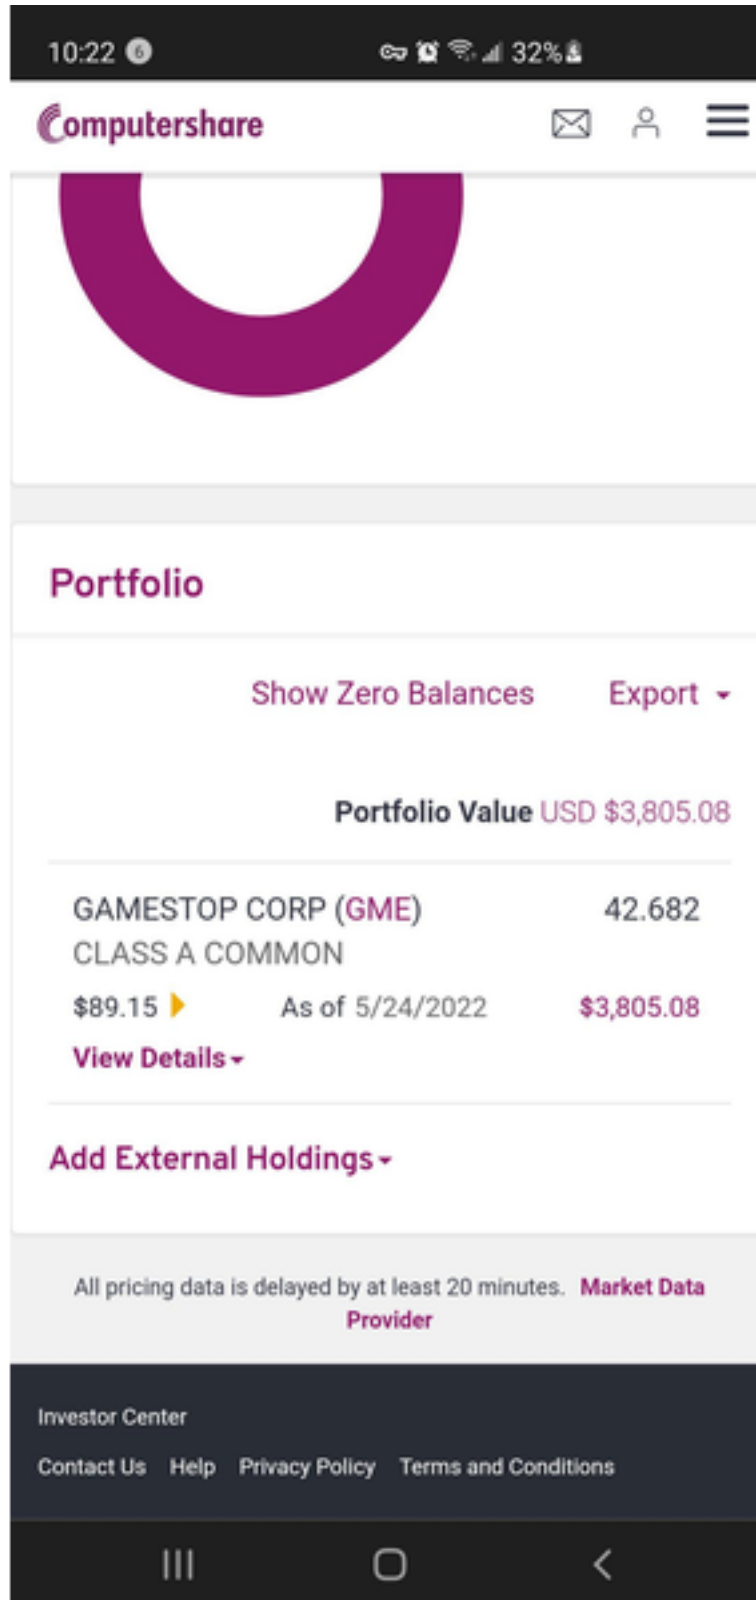 10:22 6 32%
Computershare
Portfolio
Show Zero Balances Export
Portfolio Value USD $3,805.08
GAMESTOP CORP (GME) 42.682
CLASS A COMMON
$89.15 As of 5/24/2022 $3,805.08
View Details
Add External Holdings
All pricing data is delayed by at least 20 minutes. Market Data
Provider
Investor Center
Contact Us Help Privacy Policy Terms and Conditions